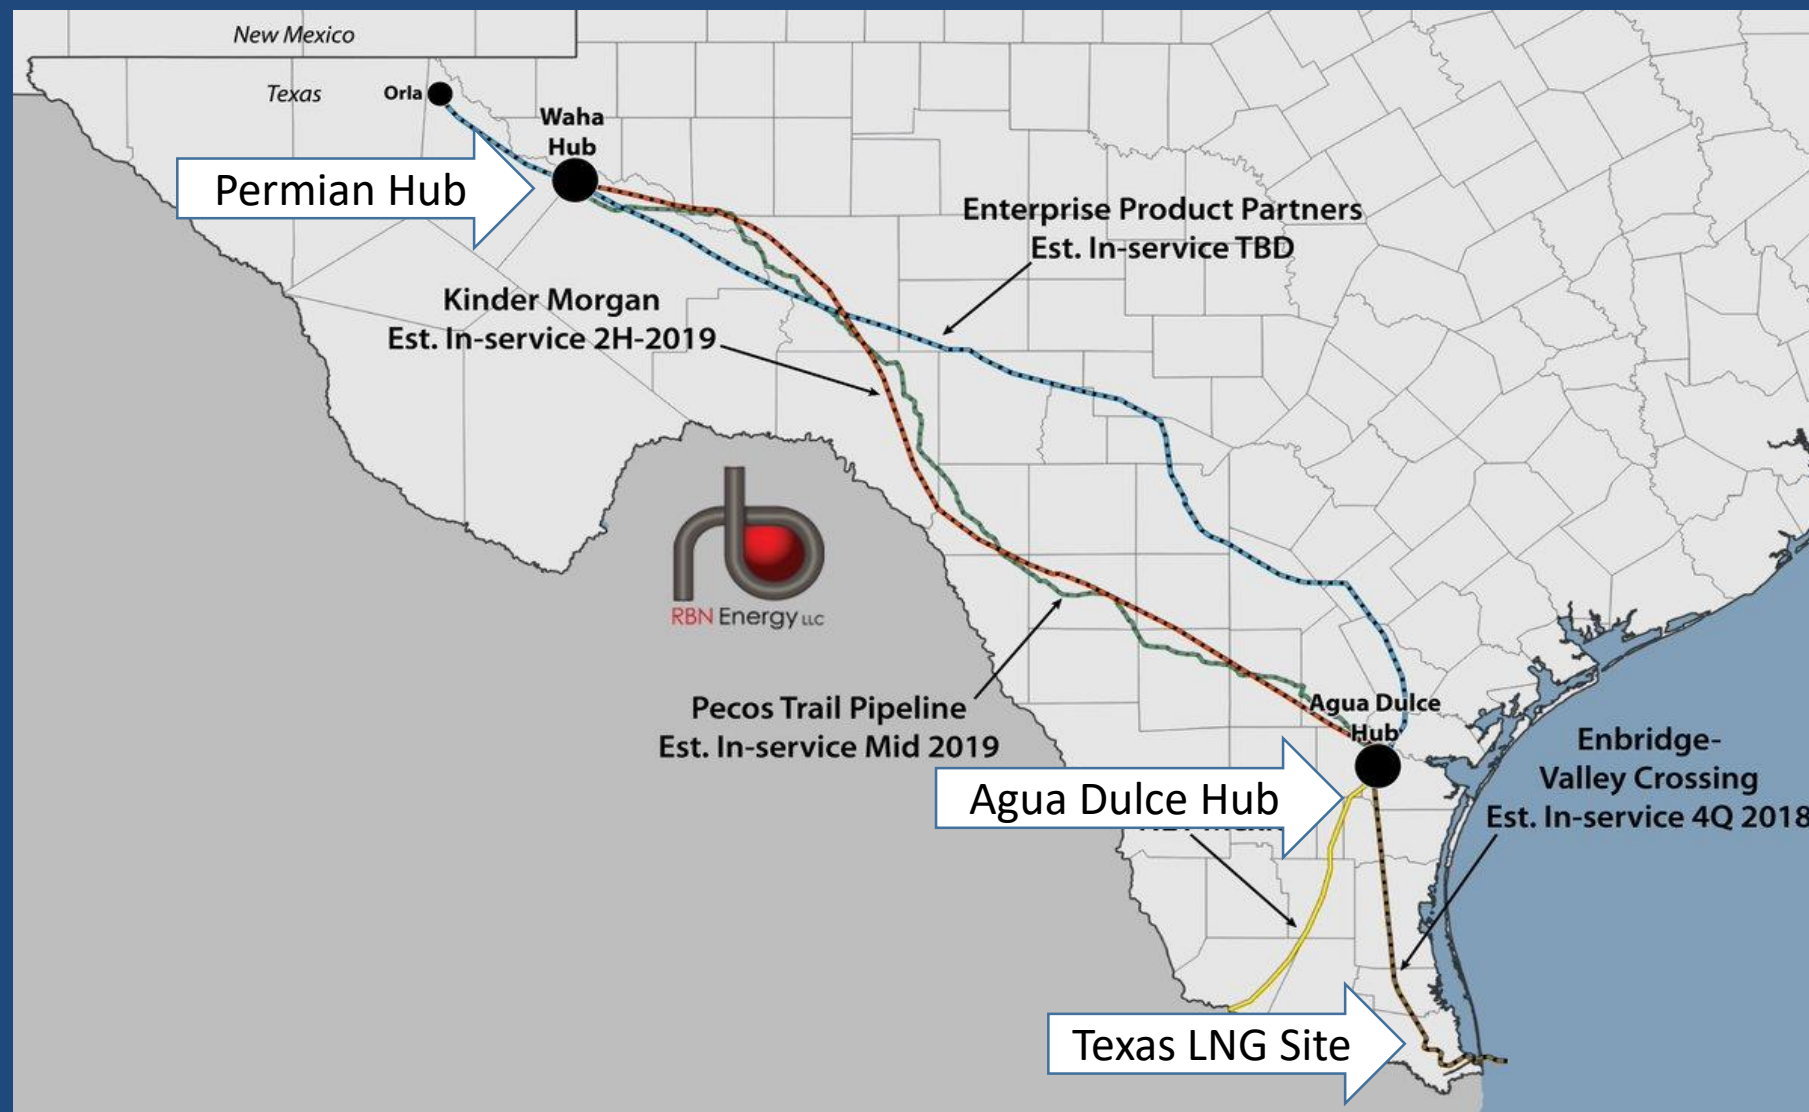 New Mexico
Texas
Orla
Waha
Hub
Permian Hub
Enterprise Product Partners
Est. In-service TBD
Kinder Morgan
Est. In-service 2H-2019
RBN Energy LLC
Pecos Trail Pipeline
Est. In-service Mid 2019
Agua Dulce
Hub
Agua Dulce Hub
Enbridge-
Valley Crossing
Est. In-service 4Q 2018
Texas LNG Site